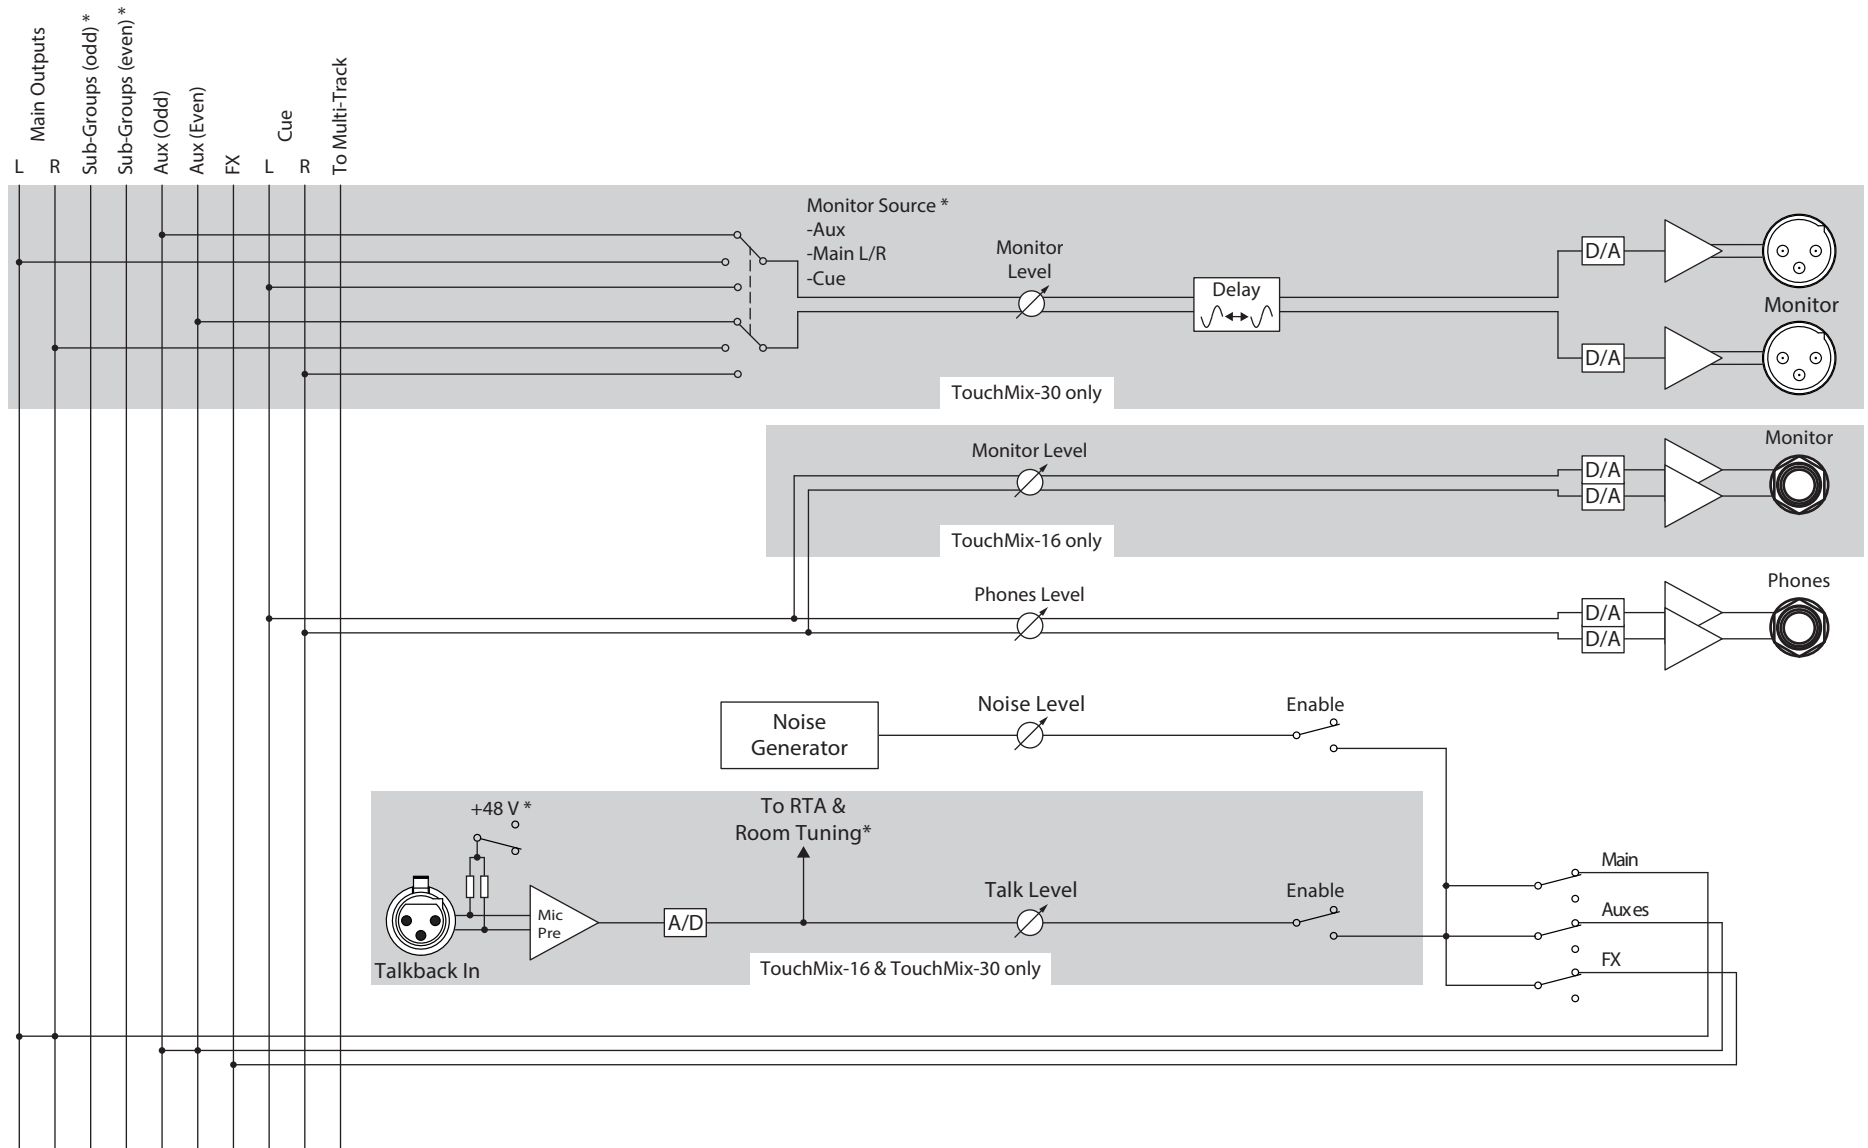 Main Outputs
Sub-Groups (odd) *
Sub-Groups (even) *
Aux (Odd)
Aux (Even)
FX
Cue
To Multi-Track
L
R
L
R
Monitor Source *
-Aux
-Main L/R
-Cue
Monitor
Level
Delay
D/A
Monitor
D/A
TouchMix-30 only
Monitor Level
D/A
D/A
Monitor
TouchMix-16 only
Phones Level
D/A
D/A
Phones
Noise
Generator
Noise Level
Enable
+48 V *
To RTA &
Room Tuning*
Mic
Pre
A/D
Talk Level
Enable
Talkback In
TouchMix-16 & TouchMix-30 only
Main
Auxes
FX